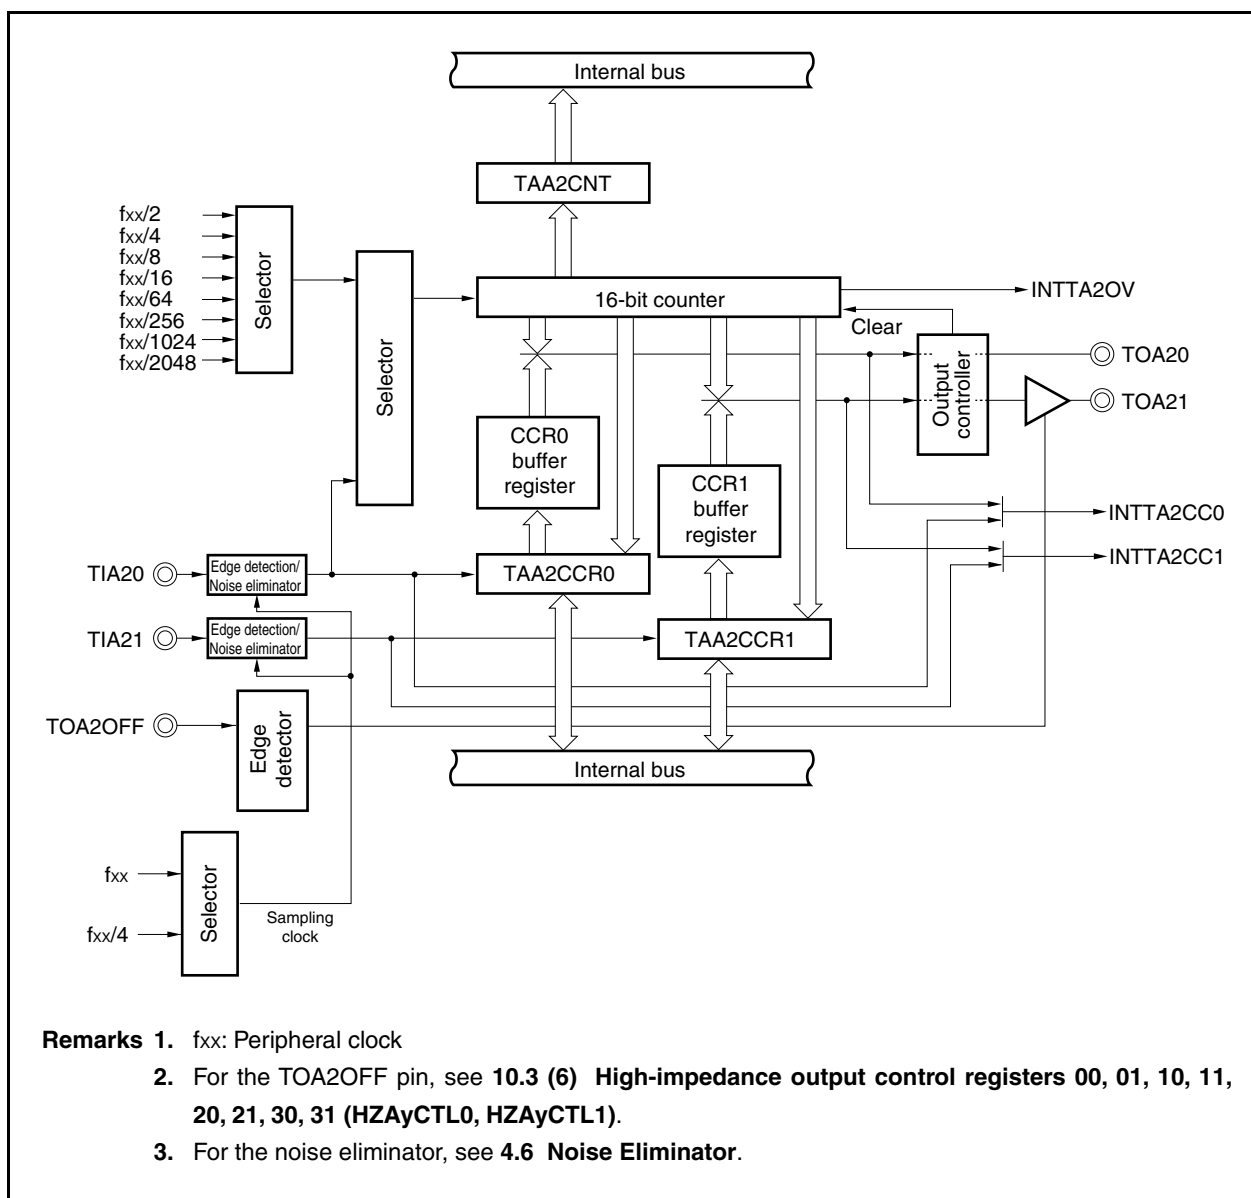 Internal bus
TAA2CNT
fxx/2
fxx/4
fxx/8
fxx/16
fxx/64
fxx/256
fxx/1024
fxx/2048
Selector
Selector
16-bit counter
INTTA2OV
Clear
Output
controller
TOA20
TOA21
CCR0
buffer
register
CCR1
buffer
register
INTTA2CC0
INTTA2CC1
TIA20
Edge detection/
Noise eliminator
TAA2CCR0
TIA21
Edge detection/
Noise eliminator
TAA2CCR1
TOA2OFF
Edge
detector
Internal bus
fxx
fxx/4
Selector
Sampling
clock
Remarks 1. fxx: Peripheral clock
2. For the TOA2OFF pin, see 10.3 (6) High-impedance output control registers 00, 01, 10, 11,
20, 21, 30, 31 (HZAyCTL0, HZAyCTL1).
3. For the noise eliminator, see 4.6 Noise Eliminator.